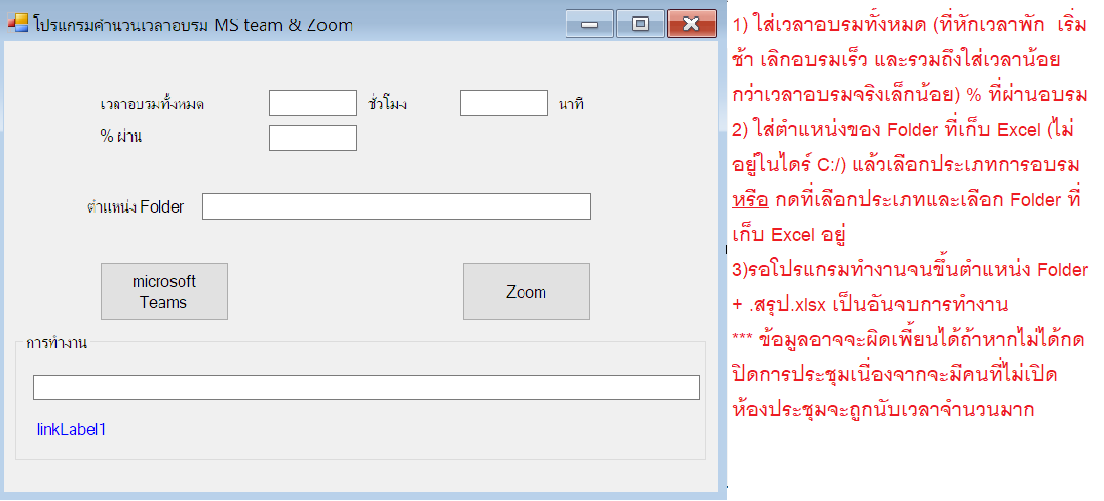 โปรแกรมคำนวนเวลาอบรม MS team & Zoom
เวลาอบรมทั้งหมด ชั่วโมง นาที
% ผ่าน
ตำแหน่ง Folder
microsoft
Teams
Zoom
การทำงาน
linkLabel1
1) ใส่เวลาอบรมทั้งหมด (ที่หักเวลาพัก เริ่ม
ช้า เลิกอบรมเร็ว และรวมถึงใส่เวลาน้อย
กว่าเวลาอบรมจริงเล็กน้อย) % ที่ผ่านอบรม
2) ใส่ตำแหน่งของ Folder ที่เก็บ Excel (ไม่
อยู่ในไดร์ C:/) แล้วเลือกประเภทการอบรม
หรือ กดที่เลือกประเภทและเลือก Folder ที่
เก็บ Excel อยู่
3)รอโปรแกรมทำงานจนขึ้นตำแหน่ง Folder
+ .สรุป.xlsx เป็นอันจบการทำงาน
*** ข้อมูลอาจจะผิดเพี้ยนได้ถ้าหากไม่ได้กด
ปิดการประชุมเนื่องจากจะมีคนที่ไม่เปิด
ห้องประชุมจะถูกนับเวลาจำนวนมาก